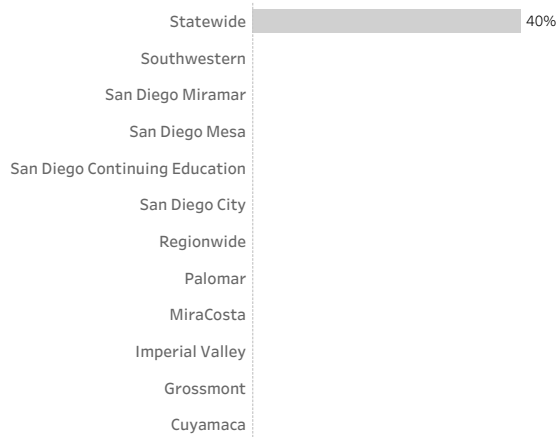 Statewide 40%
Southwestern
San Diego Miramar
San Diego Mesa
San Diego Continuing Education
San Diego City
Regionwide
Palomar
MiraCosta
Imperial Valley
Grossmont
Cuyamaca